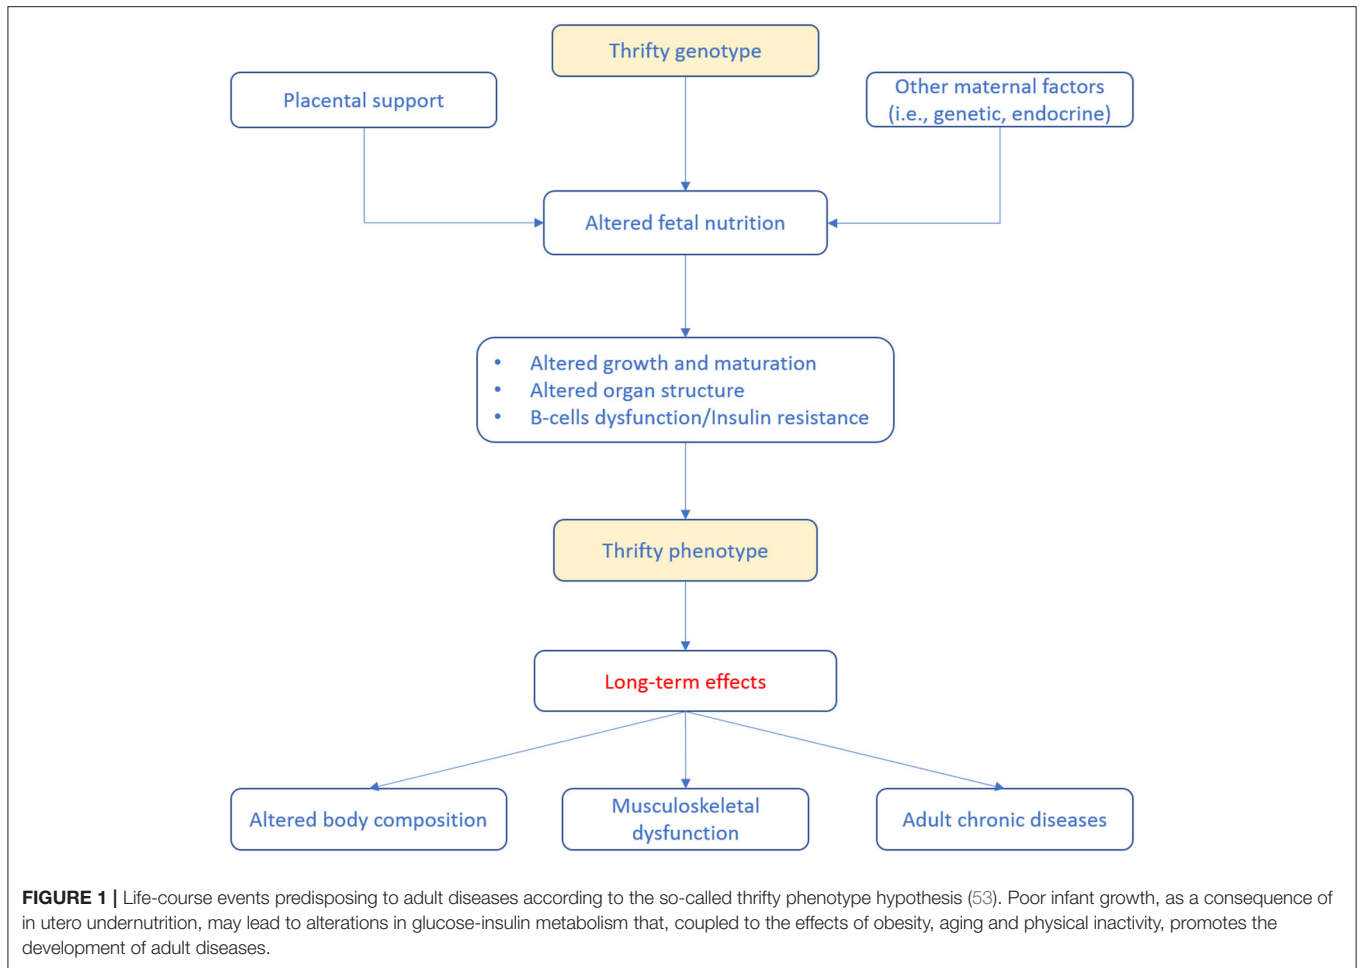 Thrifty genotype
Placental support
Other maternal factors
(i.e., genetic, endocrine)
Altered fetal nutrition
• Altered growth and maturation
• Altered organ structure
• B-cells dysfunction/Insulin resistance
Thrifty phenotype
Long-term effects
Altered body composition
Musculoskeletal
dysfunction
Adult chronic diseases
FIGURE 1 | Life-course events predisposing to adult diseases according to the so-called thrifty phenotype hypothesis (53). Poor infant growth, as a consequence of
in utero undernutrition, may lead to alterations in glucose-insulin metabolism that, coupled to the effects of obesity, aging and physical inactivity, promotes the
development of adult diseases.